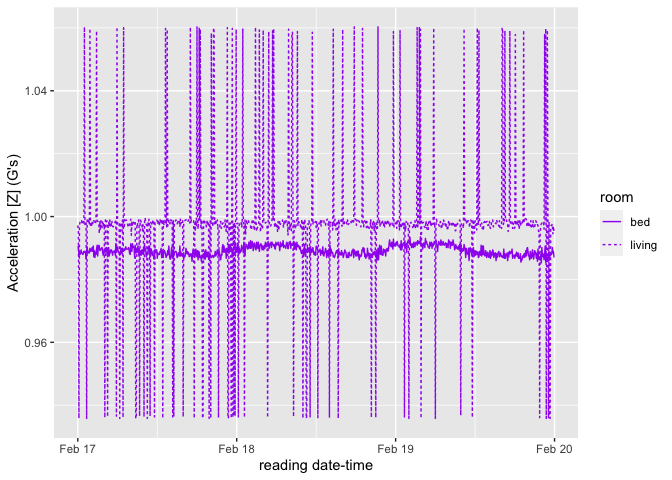 Acceleration [Z] (G's)
1.04
1.00
0.96
Feb 17
Feb 18
Feb 19
Feb 20
reading date-time
room
bed
living